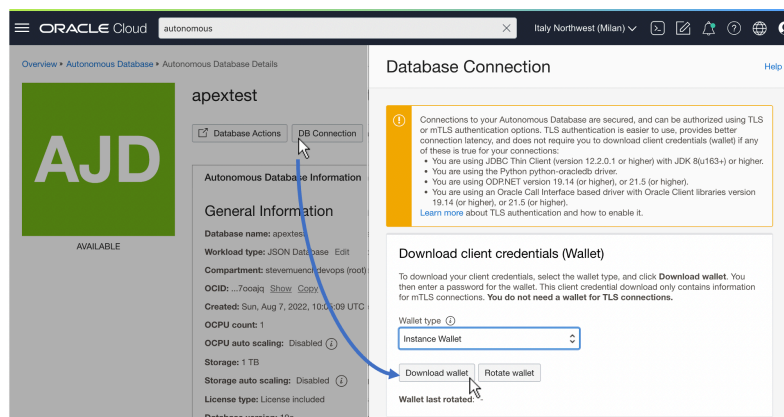 ORACLE Cloud
autonomous
Italy Northwest (Milan)
Overview Autonomous Database Autonomous Database Details
AJD
AVAILABLE
apextest
Database Actions DB Connection
Autonomous Database Information
General Information
Database name: apextest
Workload type: JSON Database Edit
Compartment: stevemuench devops (root)
OCID: ...7ooajq Show Copy
Created: Sun, Aug 7, 2022, 10:05:09 UTC
OCPU count: 1
OCPU auto scaling: Disabled
Storage: 1 TB
Storage auto scaling: Disabled
License type: License included
Database Connection
Help
Connections to your Autonomous Database are secured, and can be authorized using TLS
or mTLS authentication options. TLS authentication is easier to use, provides better
connection latency, and does not require you to download client credentials (wallet) if any
of these is true for your connections:
• You are using JDBC Thin Client (version 12.2.0.1 or higher) with JDK 8(u163+) or higher.
• You are using the Python python-oracledb driver.
• You are using ODP.NET version 19.14 (or higher), or 21.5 (or higher).
• You are using an Oracle Call Interface based driver with Oracle Client libraries version
19.14 (or higher), or 21.5 (or higher).
Learn more about TLS authentication and how to enable it.
Download client credentials (Wallet)
To download your client credentials, select the wallet type, and click Download wallet. You
then enter a password for the wallet. This client credential download only contains information
for mTLS connections. You do not need a wallet for TLS connections.
Wallet type
Instance Wallet
Download wallet Rotate wallet
Wallet last rotated: -